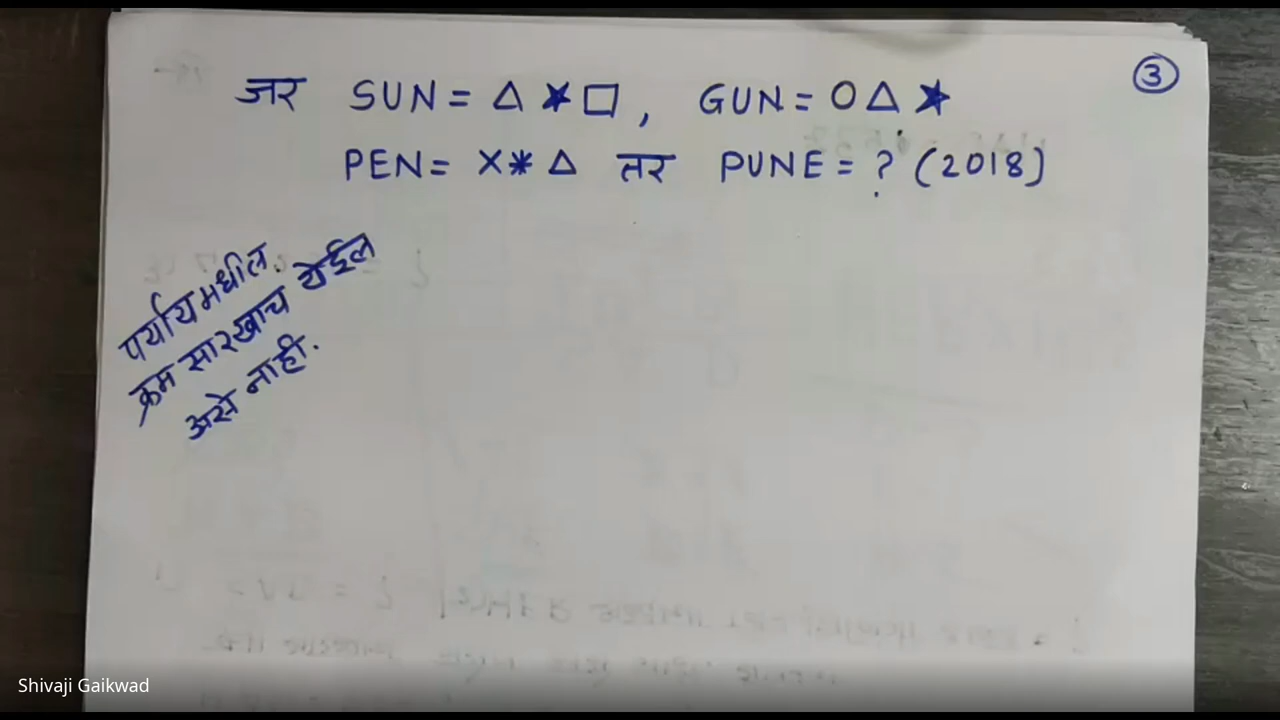 ③
जर SUN = △ ★ □ , GUN = O △ ★
PEN = × * △ तर PUNE = ? (2018)
पर्यायमधील
क्रम सारखाच येईल
असे नाही.
Shivaji Gaikwad